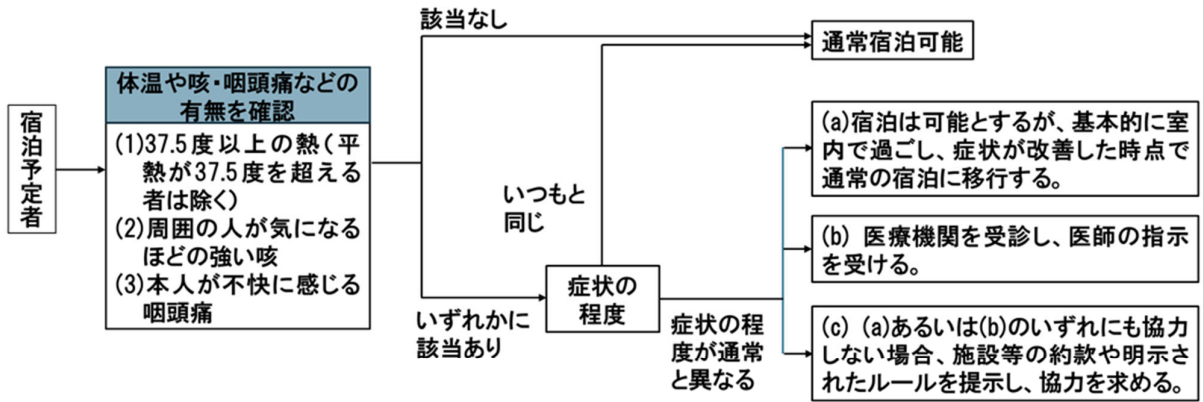 宿泊予定者
体温や咳・咽頭痛などの
有無を確認
(1)37.5度以上の熱(平
熱が37.5度を超える
者は除く)
(2)周囲の人が気になる
ほどの強い咳
(3)本人が不快に感じる
咽頭痛
該当なし
通常宿泊可能
いずれかに
該当あり
症状の
程度
いつもと
同じ
症状の程
度が通常
と異なる
(a)宿泊は可能とするが、基本的に室
内で過ごし、症状が改善した時点で
通常の宿泊に移行する。
(b) 医療機関を受診し、医師の指示
を受ける。
(c) (a)あるいは(b)のいずれにも協力
しない場合、施設等の約款や明示さ
れたルールを提示し、協力を求める。